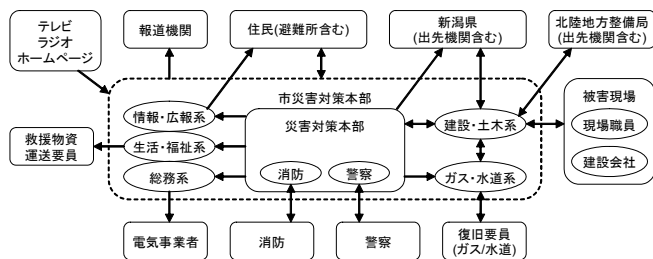 テレビ
ラジオ
ホームページ
報道機関
住民(避難所含む)
新潟県
(出先機関含む)
北陸地方整備局
(出先機関含む)
市災害対策本部
情報・広報系
生活・福祉系
総務系
災害対策本部
消防
警察
建設・土木系
ガス・水道系
被害現場
現場職員
建設会社
救援物資
運送要員
電気事業者
消防
警察
復旧要員
(ガス/水道)